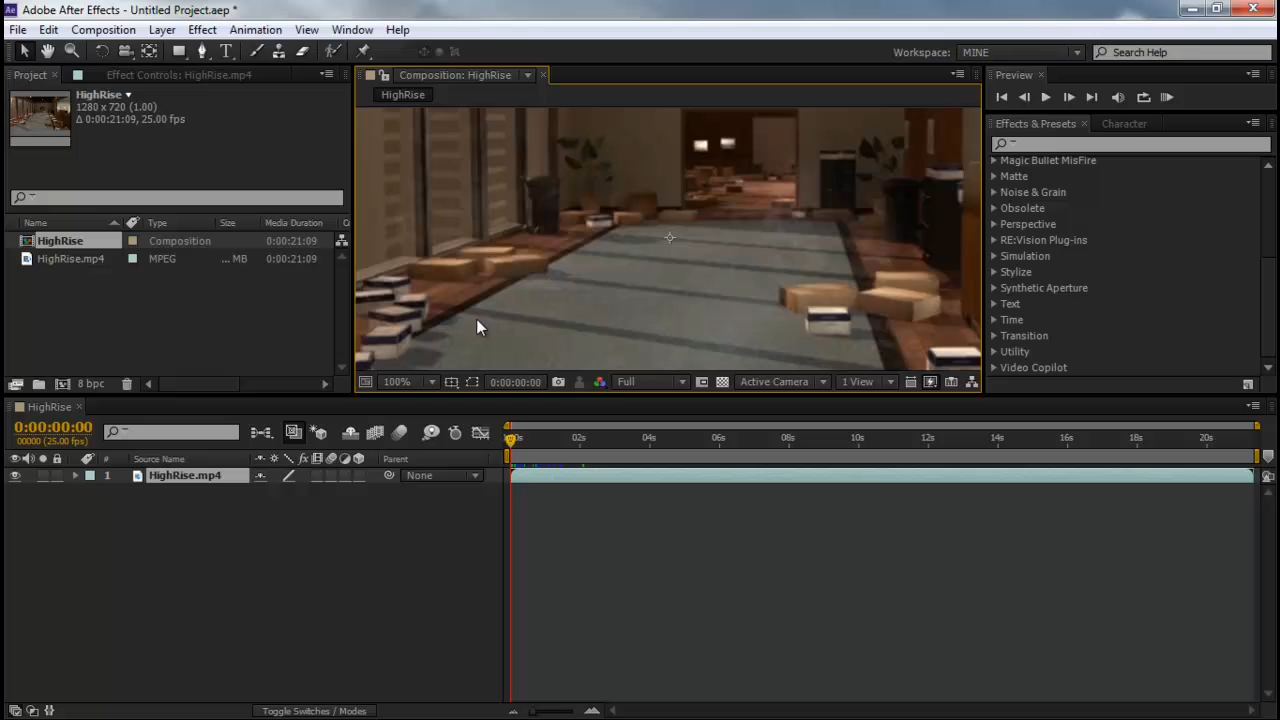 Adobe After Effects - Untitled Project.aep *
File Edit Composition Layer Effect Animation View Window Help
Workspace: MINE Search Help
Project Effect Controls: HighRise.mp4
Composition: HighRise
Preview
HighRise
1280 x 720 (1.00)
Δ 0:00:21:09, 25.00 fps
HighRise
Effects & Presets Character
Magic Bullet MisFire
Matte
Noise & Grain
Obsolete
Perspective
RE:Vision Plug-ins
Simulation
Stylize
Synthetic Aperture
Text
Time
Transition
Utility
Video Copilot
Name Type Size Media Duration
HighRise Composition 0:00:21:09
HighRise.mp4 MPEG ... MB 0:00:21:09
8 bpc
100% 0:00:00:00 Full Active Camera 1 View
HighRise
0:00:00:00
00000 (25.00 fps)
02s 04s 06s 08s 10s 12s 14s 16s 18s 20s
# Source Name Parent
1 HighRise.mp4 None
Toggle Switches / Modes